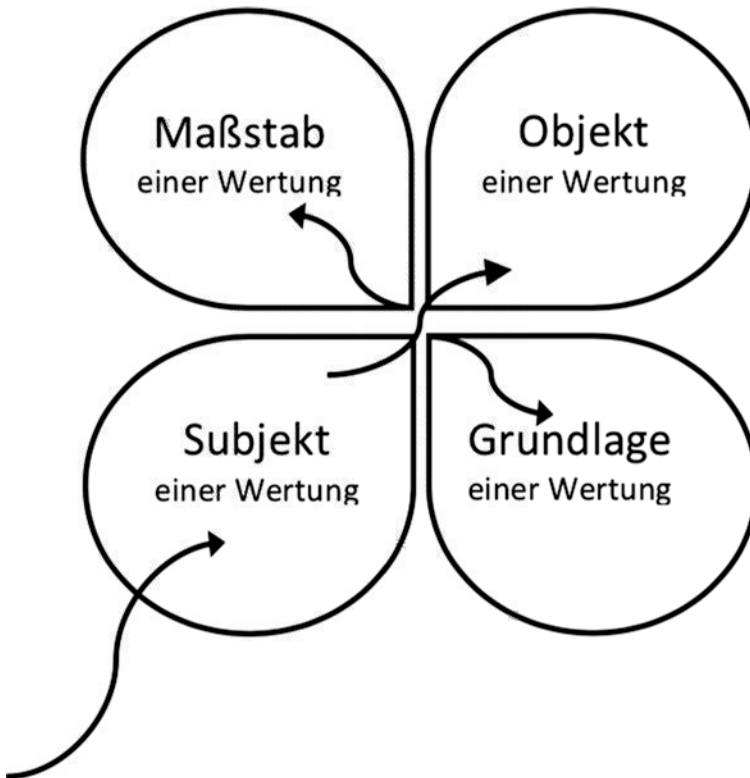 Maßstab
einer Wertung
Objekt
einer Wertung
Subjekt
einer Wertung
Grundlage
einer Wertung